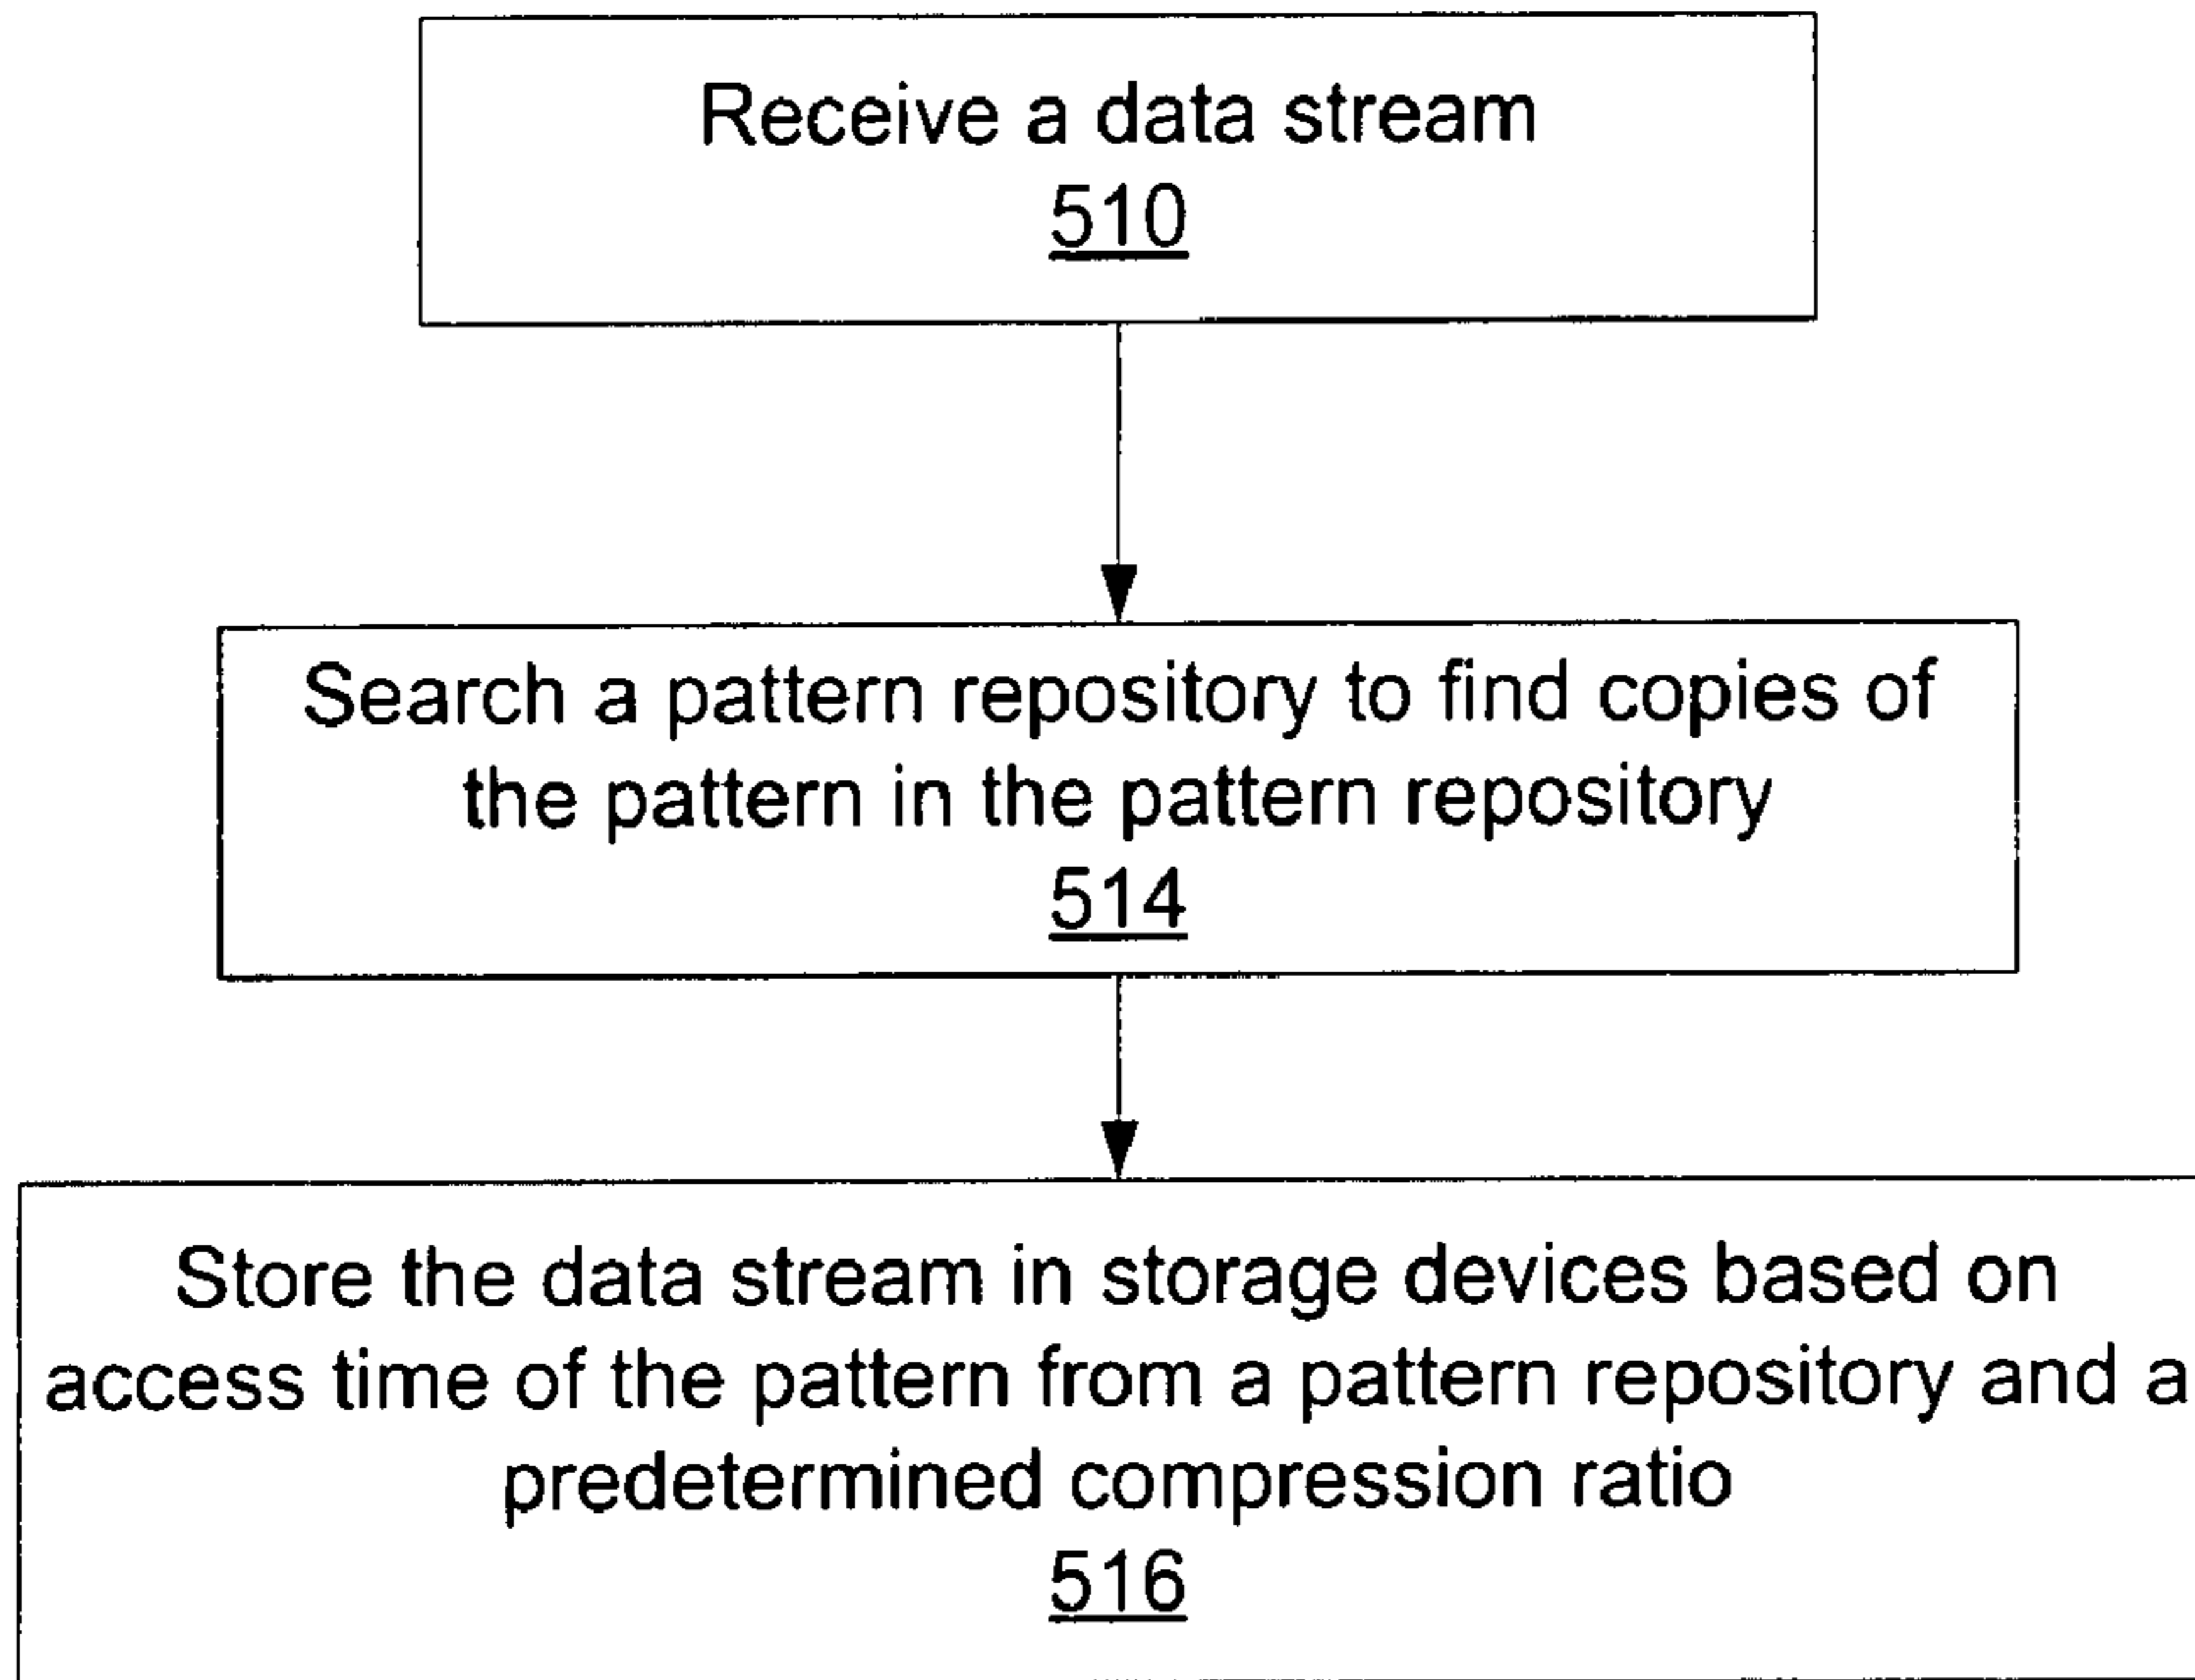 Receive a data stream
510
Search a pattern repository to find copies of
the pattern in the pattern repository
514
Store the data stream in storage devices based on
access time of the pattern from a pattern repository and a
predetermined compression ratio
516